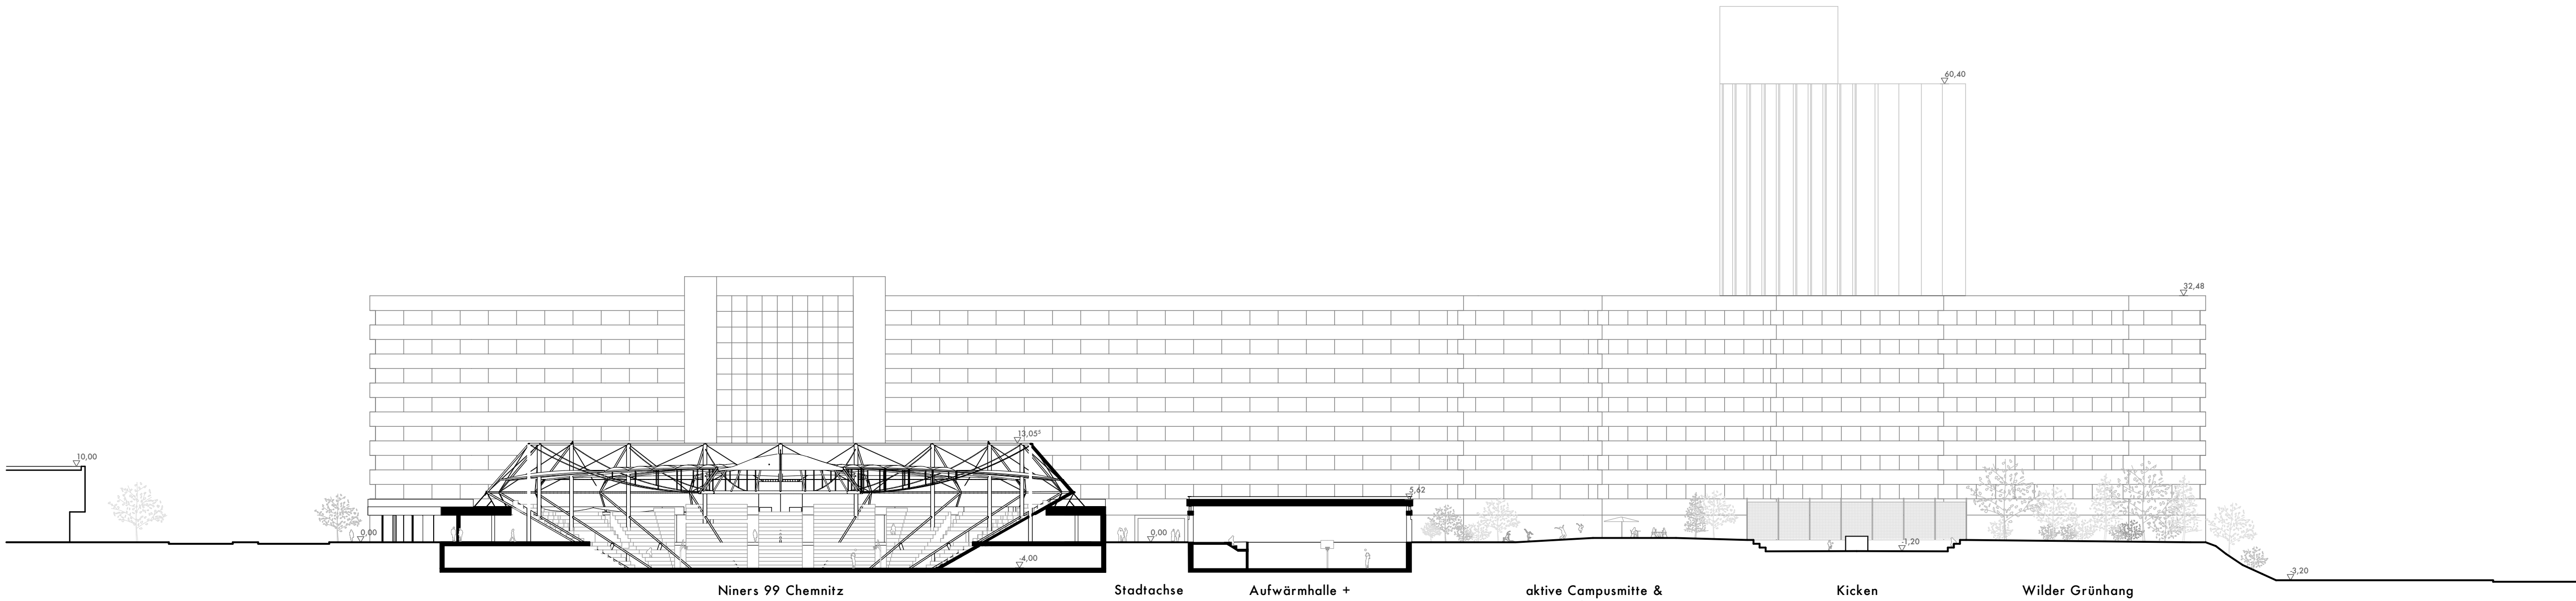 60,40
32,48
13,05⁵
10,00
5,62
0,00
0,00
-1,20
-4,00
-3,20
Niners 99 Chemnitz
Stadtachse
Aufwärmhalle +
aktive Campusmitte &
Kicken
Wilder Grünhang